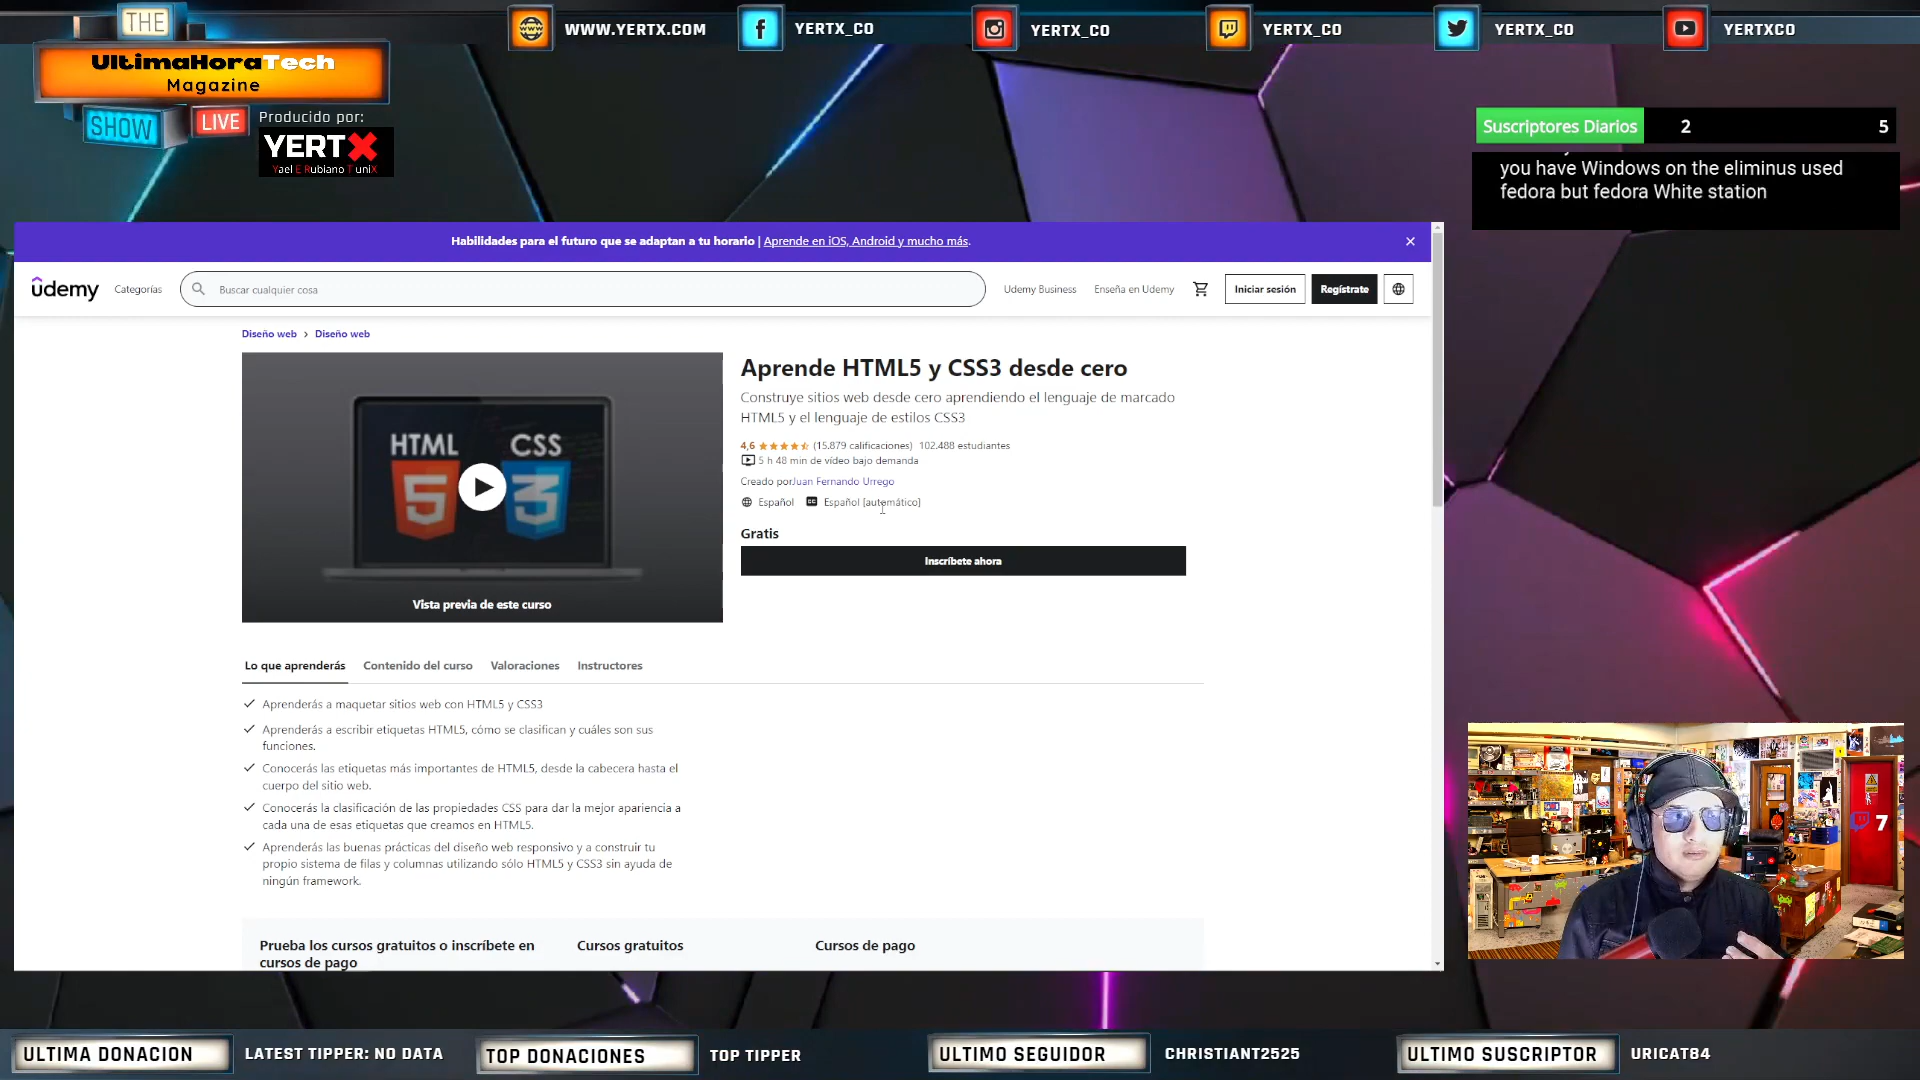 THE
UltimaHoraTech
Magazine
SHOW
LIVE
Producido por:
YERTX
Yael E Rubiano T uniX
WWW.YERTX.COM
YERTX_CO
YERTX_CO
YERTX_CO
YERTX_CO
YERTXCO
Suscriptores Diarios 2 5
you have Windows on the eliminus used
fedora but fedora White station
Habilidades para el futuro que se adaptan a tu horario | Aprende en iOS, Android y mucho más.
udemy
Categorías
Buscar cualquier cosa
Udemy Business
Enseña en Udemy
Iniciar sesión
Regístrate
Diseño web > Diseño web
HTML CSS
5 3
Vista previa de este curso
Aprende HTML5 y CSS3 desde cero
Construye sitios web desde cero aprendiendo el lenguaje de marcado
HTML5 y el lenguaje de estilos CSS3
4,6 (15.879 calificaciones) 102.488 estudiantes
5 h 48 min de vídeo bajo demanda
Creado porJuan Fernando Urrego
Español Español [automático]
Gratis
Inscríbete ahora
Lo que aprenderás
Contenido del curso
Valoraciones
Instructores
Aprenderás a maquetar sitios web con HTML5 y CSS3
Aprenderás a escribir etiquetas HTML5, cómo se clasifican y cuáles son sus
funciones.
Conocerás las etiquetas más importantes de HTML5, desde la cabecera hasta el
cuerpo del sitio web.
Conocerás la clasificación de las propiedades CSS para dar la mejor apariencia a
cada una de esas etiquetas que creamos en HTML5.
Aprenderás las buenas prácticas del diseño web responsivo y a construir tu
propio sistema de filas y columnas utilizando sólo HTML5 y CSS3 sin ayuda de
ningún framework.
Prueba los cursos gratuitos o inscríbete en
cursos de pago
Cursos gratuitos
Cursos de pago
7
ULTIMA DONACION
LATEST TIPPER: NO DATA
TOP DONACIONES
TOP TIPPER
ULTIMO SEGUIDOR
CHRISTIANT2525
ULTIMO SUSCRIPTOR
URICAT84